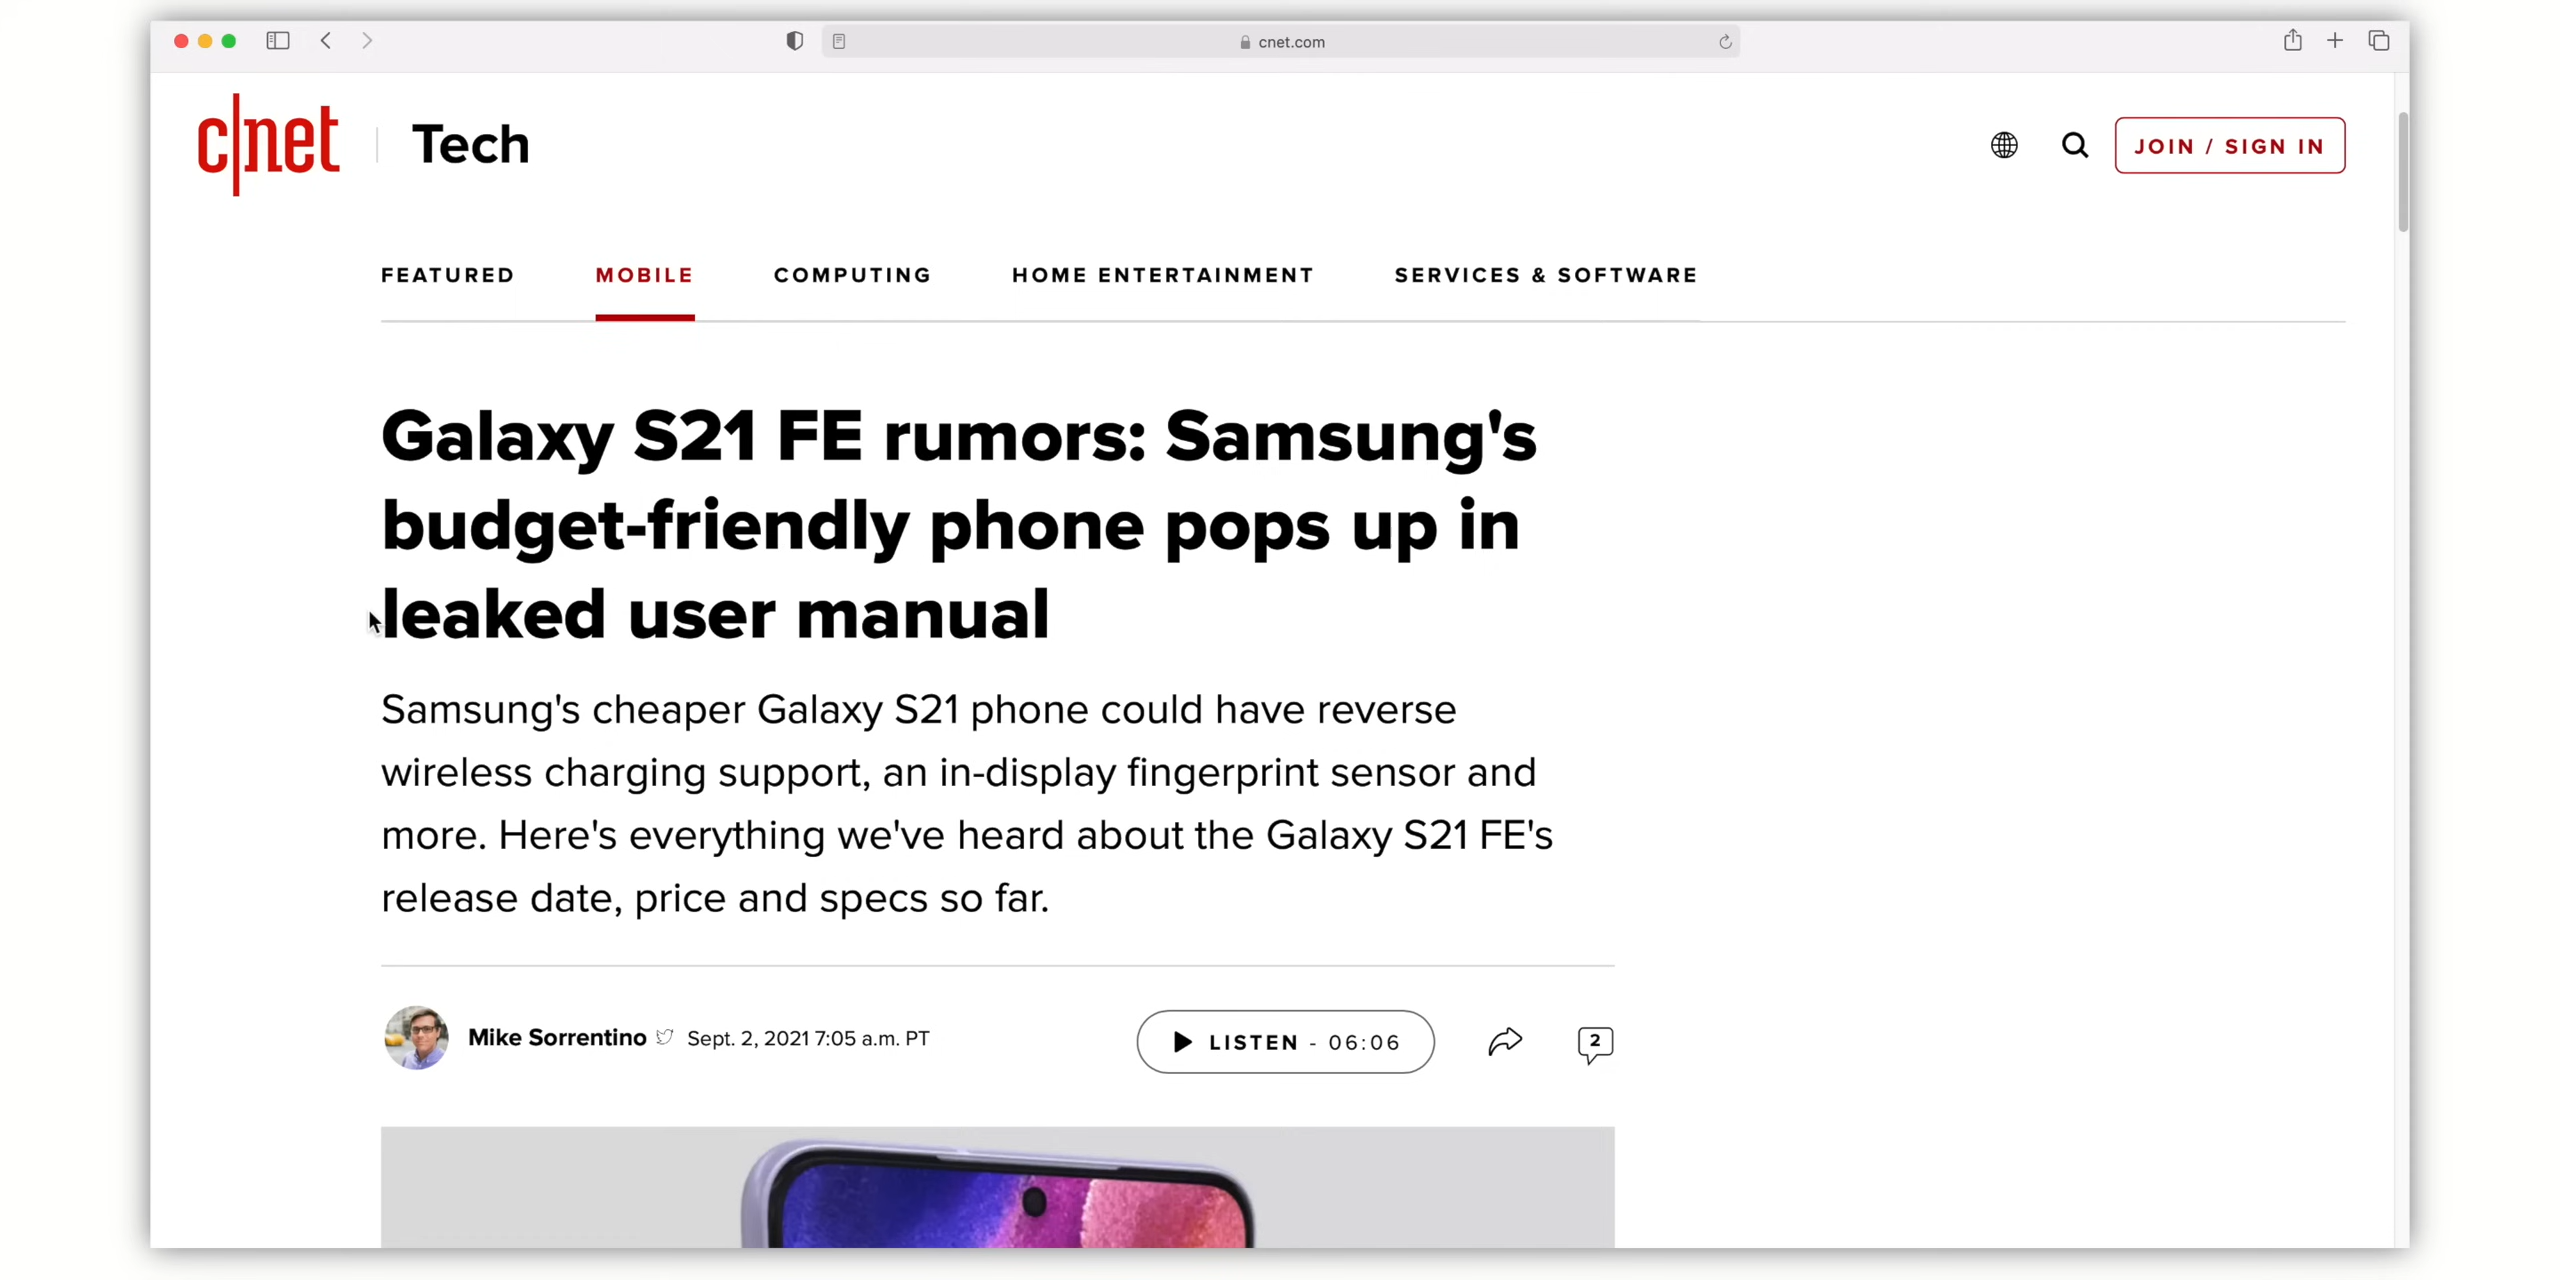 cnet.com
c|net
Tech
JOIN / SIGN IN
FEATURED
MOBILE
COMPUTING
HOME ENTERTAINMENT
SERVICES & SOFTWARE
Galaxy S21 FE rumors: Samsung's
budget-friendly phone pops up in
leaked user manual
Samsung's cheaper Galaxy S21 phone could have reverse
wireless charging support, an in-display fingerprint sensor and
more. Here's everything we've heard about the Galaxy S21 FE's
release date, price and specs so far.
Mike Sorrentino
Sept. 2, 2021 7:05 a.m. PT
LISTEN - 06:06
2